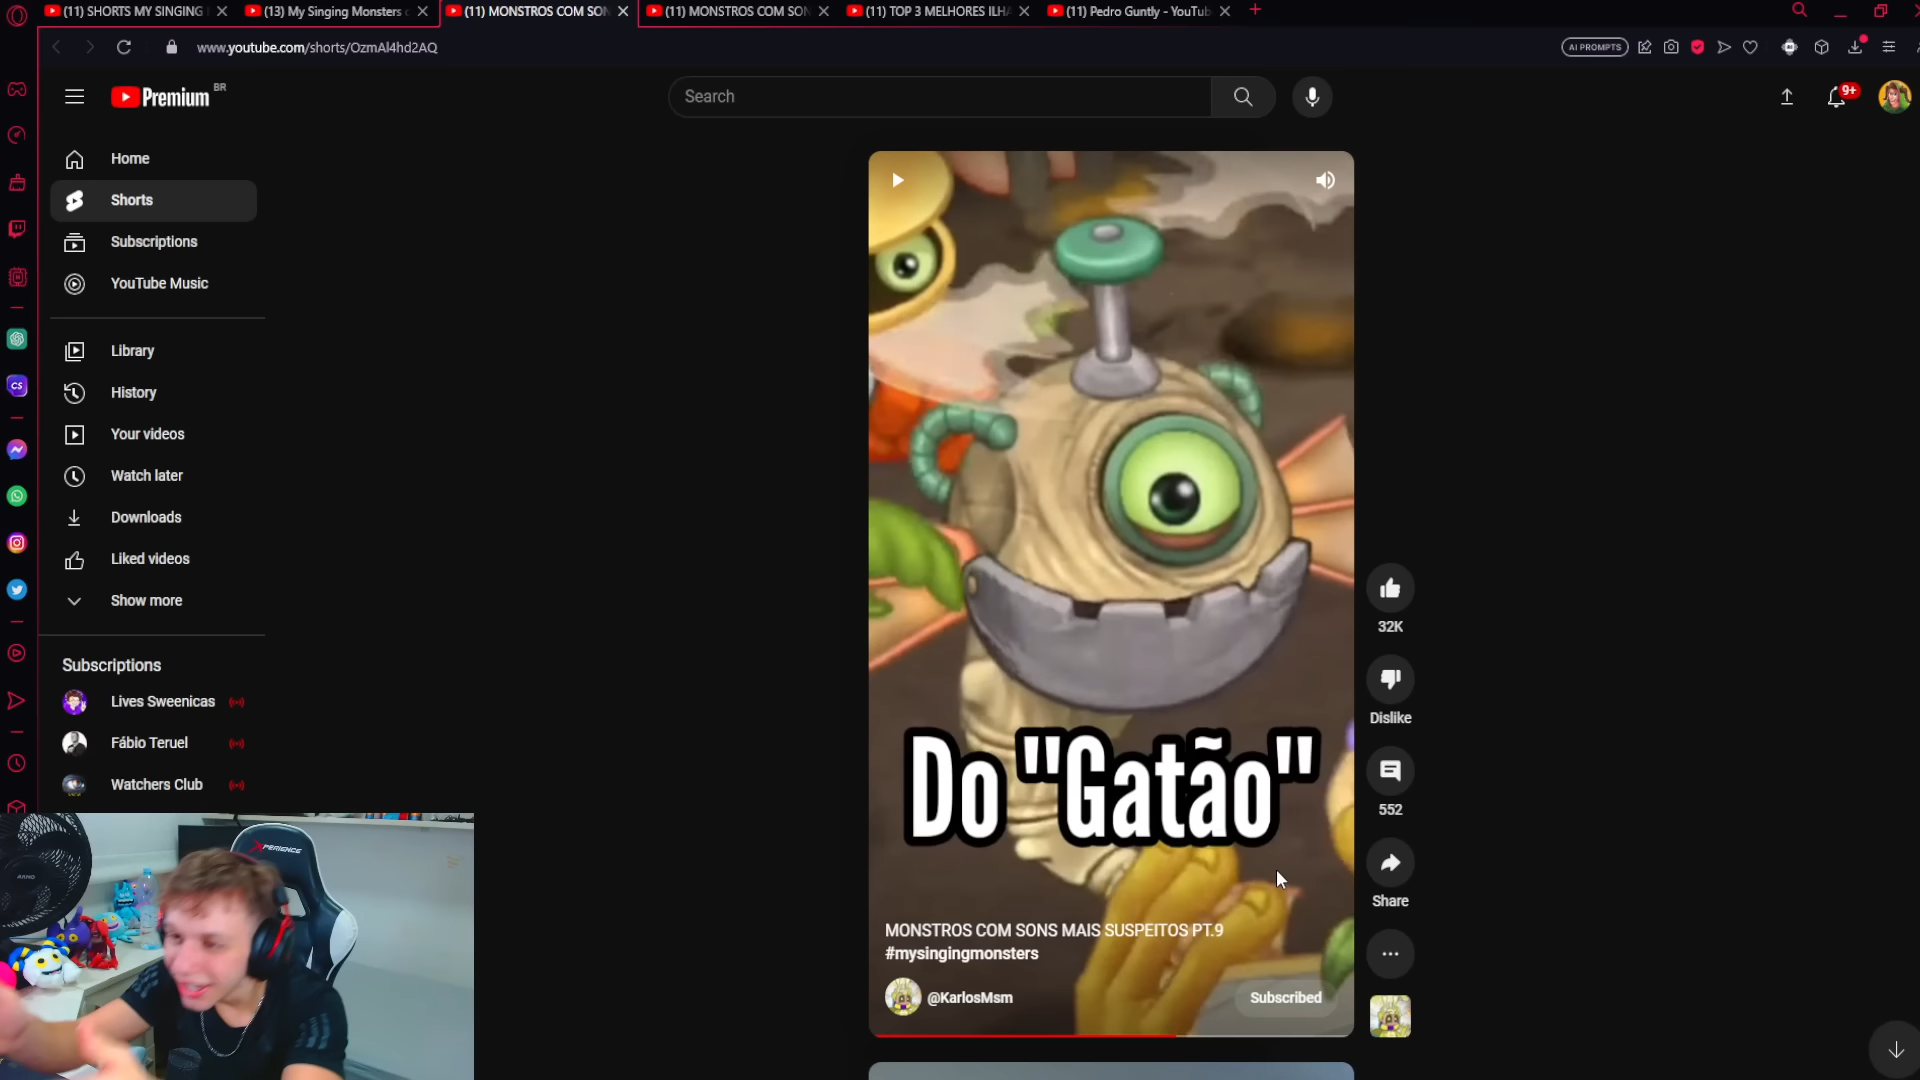 (11) SHORTS MY SINGING
(13) My Singing Monsters
(11) MONSTROS COM SON
(11) MONSTROS COM SON
(11) TOP 3 MELHORES ILH
(11) Pedro Guntly - YouTub
www.youtube.com/shorts/OzmAl4hd2AQ
AI PROMPTS
Premium
BR
Search
9+
Home
Shorts
Subscriptions
YouTube Music
Library
History
Your videos
Watch later
Downloads
Liked videos
Show more
Subscriptions
Lives Sweenicas
Fábio Teruel
Watchers Club
CS
XPERIENCE
ARNO
Do "Gatão"
MONSTROS COM SONS MAIS SUSPEITOS PT.9
#mysingingmonsters
@KarlosMsm
Subscribed
32K
Dislike
552
Share